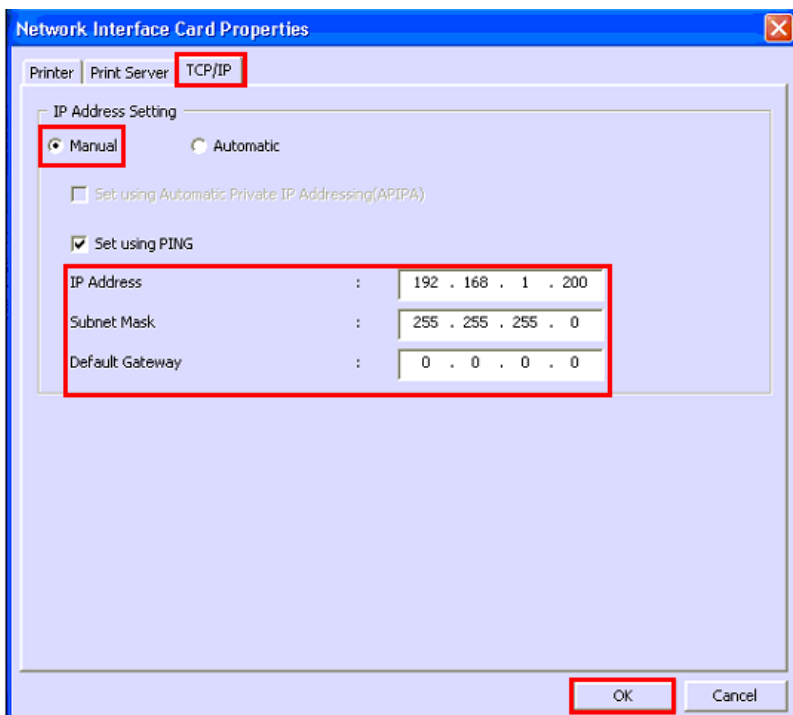 Network Interface Card Properties
Printer Print Server TCP/IP
IP Address Setting
Manual Automatic
Set using Automatic Private IP Addressing(APIPA)
Set using PING
IP Address : 192 . 168 . 1 . 200
Subnet Mask : 255 . 255 . 255 . 0
Default Gateway : 0 . 0 . 0 . 0
OK Cancel